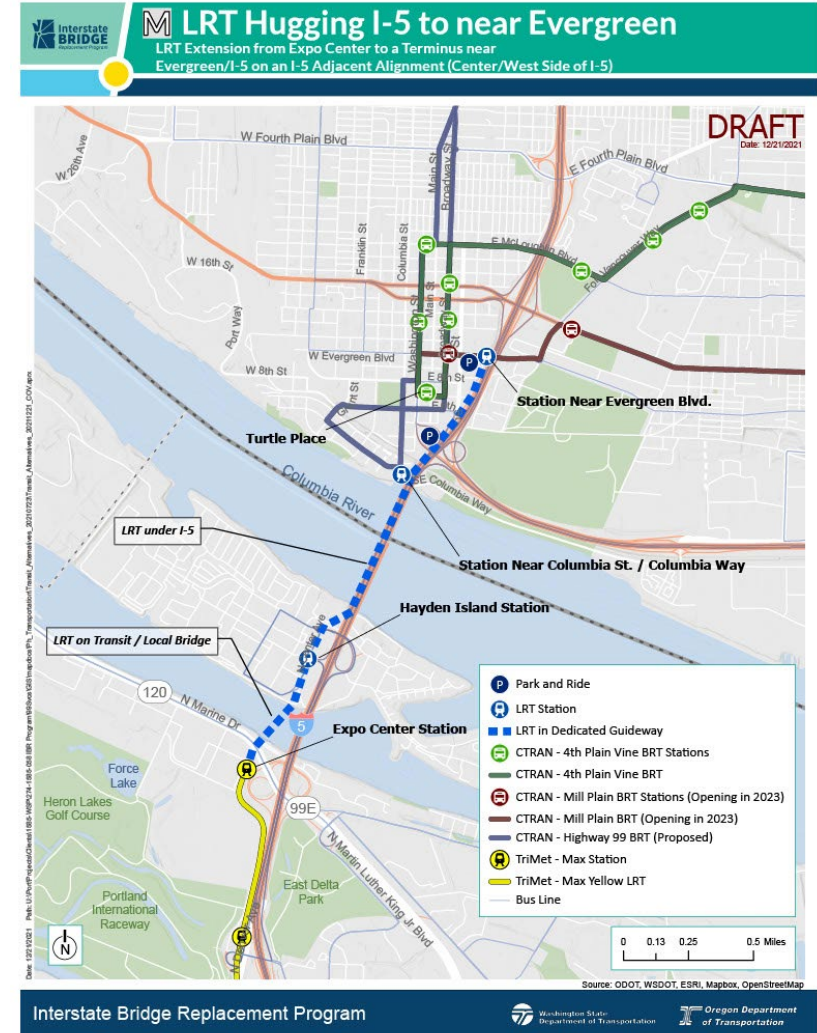 Interstate
BRIDGE
Replacement Program
M LRT Hugging I-5 to near Evergreen
LRT Extension from Expo Center to a Terminus near
Evergreen/I-5 on an I-5 Adjacent Alignment (Center/West Side of I-5)
DRAFT
Date: 12/21/2021
W 26th Ave
W Fourth Plain Blvd
Main St
Broadway St
E Fourth Plain Blvd
Franklin St
Columbia St
E McLoughlin Blvd
Fort Vancouver Way
W 16th St
Port Way
Washington St
Main St
W Evergreen Blvd
W 8th St
Grant St
E 8th St
P
Station Near Evergreen Blvd.
Turtle Place
P
SE Columbia Way
Columbia River
LRT under I-5
Station Near Columbia St. / Columbia Way
Hayden Island Station
LRT on Transit / Local Bridge
120
N Marine Dr
5
Expo Center Station
Force
Lake
Heron Lakes
Golf Course
99E
N Martin Luther King Jr Blvd
Portland
International
Raceway
East Delta
Park
P Park and Ride
LRT Station
LRT in Dedicated Guideway
CTRAN - 4th Plain Vine BRT Stations
CTRAN - 4th Plain Vine BRT
CTRAN - Mill Plain BRT Stations (Opening in 2023)
CTRAN - Mill Plain BRT (Opening in 2023)
CTRAN - Highway 99 BRT (Proposed)
TriMet - Max Station
TriMet - Max Yellow LRT
Bus Line
N
0 0.13 0.25 0.5 Miles
Source: ODOT, WSDOT, ESRI, Mapbox, OpenStreetMap
Interstate Bridge Replacement Program
Washington State
Department of Transportation
Oregon Department
of Transportation